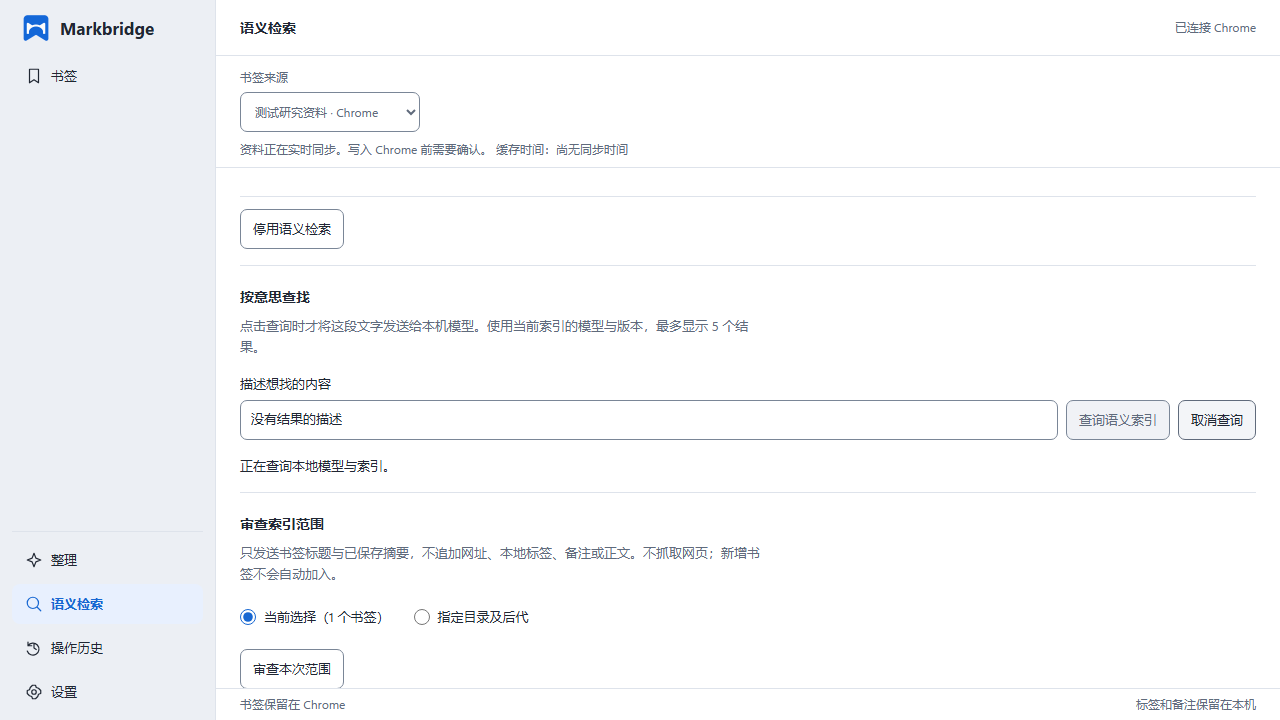 Markbridge
书签
整理
语义检索
操作历史
设置
语义检索
已连接 Chrome
书签来源
测试研究资料 · Chrome
资料正在实时同步。写入 Chrome 前需要确认。 缓存时间：尚无同步时间
停用语义检索
按意思查找
点击查询时才将这段文字发送给本机模型。使用当前索引的模型与版本，最多显示 5 个结
果。
描述想找的内容
没有结果的描述
查询语义索引
取消查询
正在查询本地模型与索引。
审查索引范围
只发送书签标题与已保存摘要，不追加网址、本地标签、备注或正文。不抓取网页；新增书
签不会自动加入。
当前选择（1 个书签）
指定目录及后代
审查本次范围
书签保留在 Chrome
标签和备注保留在本机